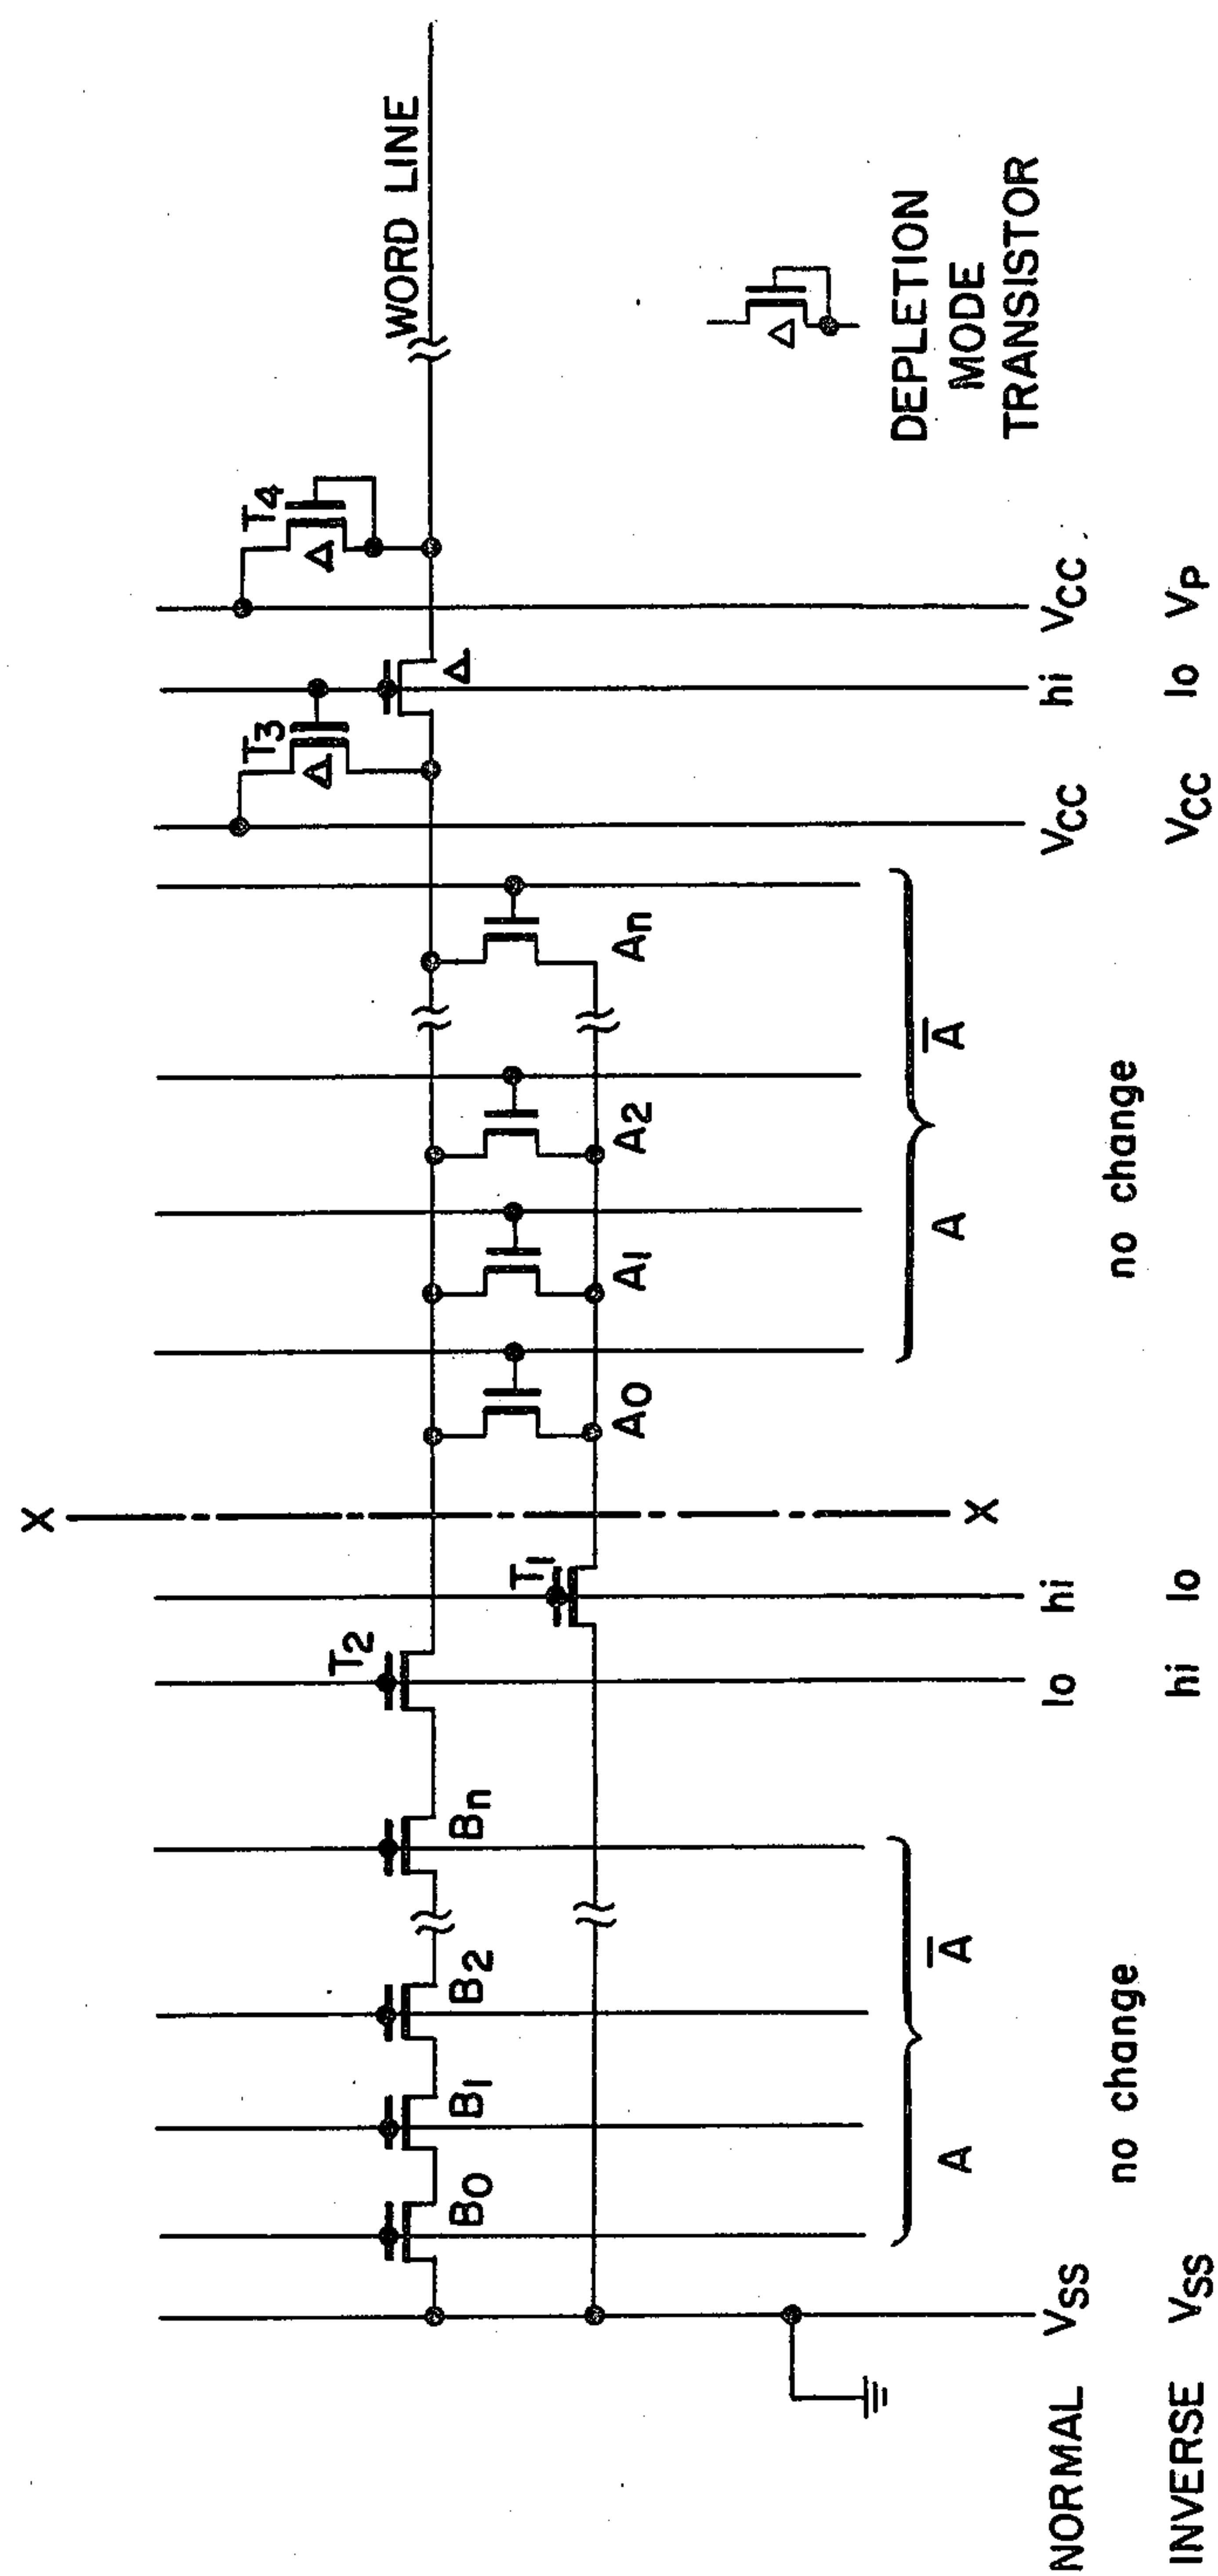 WORD LINE
T4
T3
Δ
Δ
Δ
T2
T1
X
B0
B1
B2
Bn
A0
A1
A2
An
Δ
DEPLETION
MODE
TRANSISTOR
X
A
A̅
A
A̅
NORMAL VSS no change lo hi no change VCC hi VCC
INVERSE VSS hi lo VCC lo VP